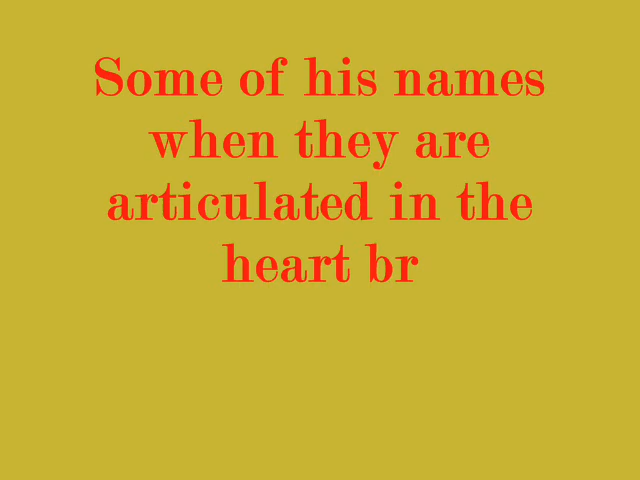 Some of his names
when they are
articulated in the
heart br